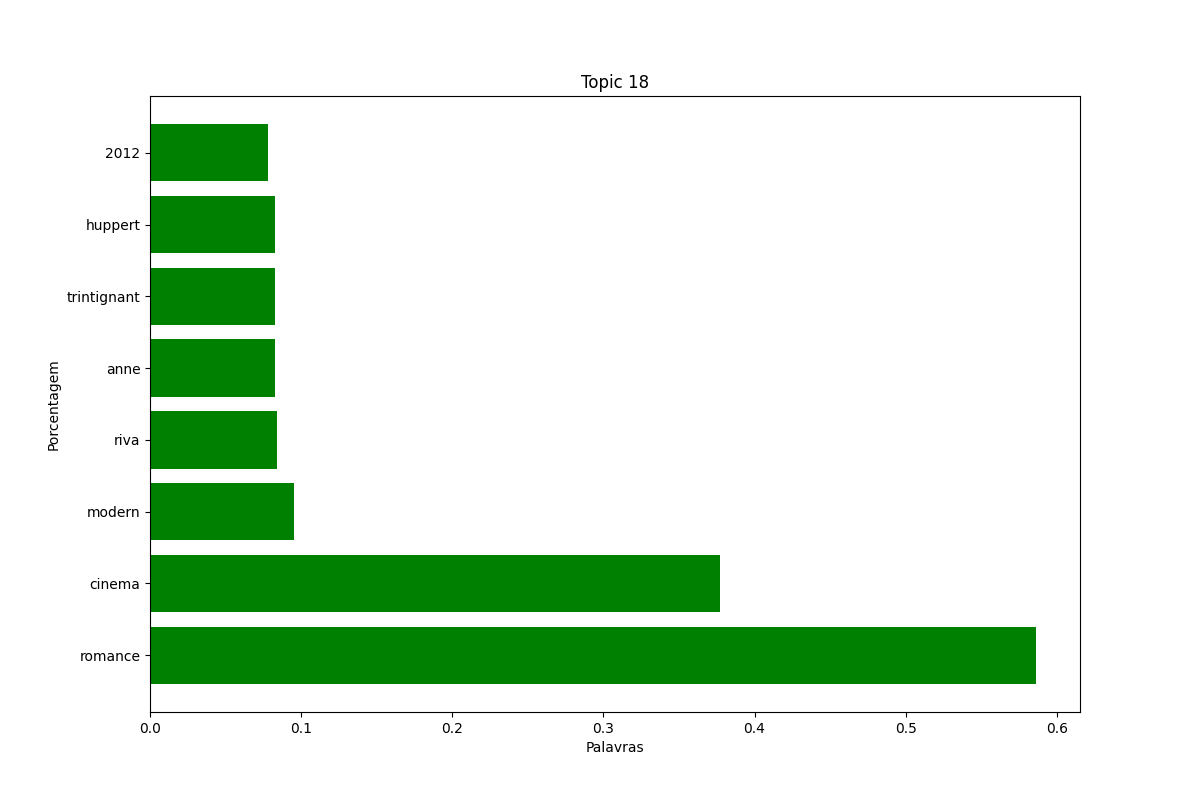 Topic 18
2012
huppert
trintignant
anne
riva
modern
cinema
romance
Porcentagem
0.0 0.1 0.2 0.3 0.4 0.5 0.6
Palavras